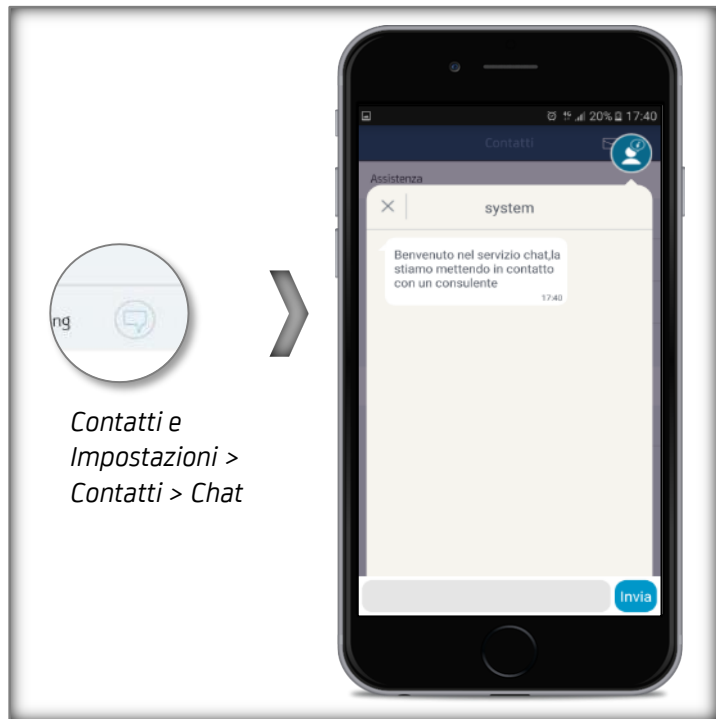 4G 20% 17:40
Contatti
Assistenza
system
Benvenuto nel servizio chat,la
stiamo mettendo in contatto
con un consulente
17:40
ng
Contatti e
Impostazioni >
Contatti > Chat
Invia